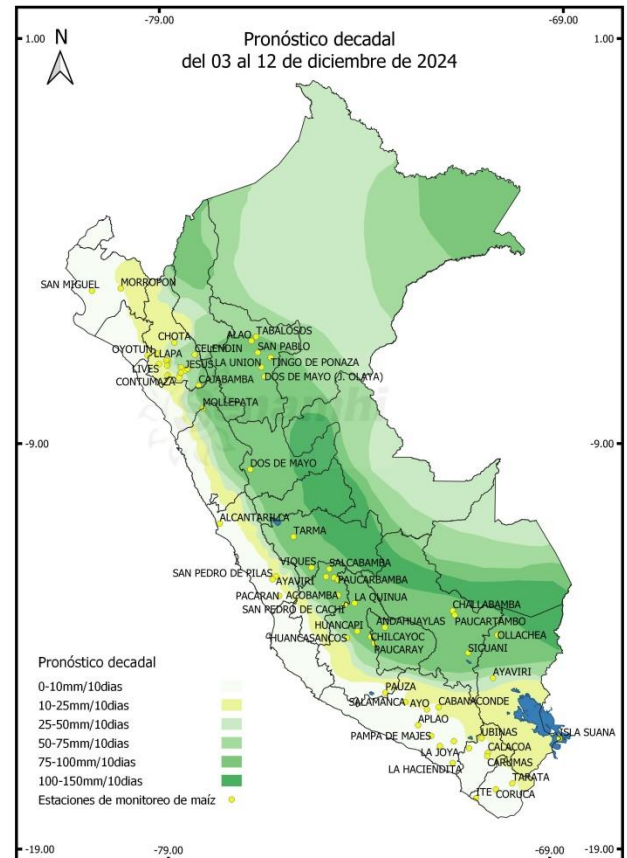 -79.00 -69.00
1.00 1.00
N
Pronóstico decadal
del 03 al 12 de diciembre de 2024
SAN MIGUEL
MORROPON
CHOTA
ALAO
TABALOSOS
OYOTUN
LLAPA
CELENDIN
SAN PABLO
LIVES
JESUS
LA UNION
TINGO DE PONAZA
CONTUMAZA
CAJABAMBA
DOS DE MAYO (J. OLAYA)
MOLLEPATA
Senamhi
-9.00 -9.00
DOS DE MAYO
ALCANTARILLA
TARMA
VIQUES
SALCABAMBA
SAN PEDRO DE PILAS
AYAVIRI
PAUCARBAMBA
PACARAN
ACOBAMBA
LA QUINUA
SAN PEDRO DE CACHI
CHALLABAMBA
HUANCAPI
ANDAHUAYLAS
PAUCARTAMBO
HUANCASANCOS
CHILCAYOC
OLLACHEA
PAUCARAY
SIGUANI
AYAVIRI
PAUZA
SALAMANCA
AYO
CABANACONDE
APLAO
PAMPA DE MAJES
UBINAS
ISLA SUANA
LA JOYA
CALACOA
LA HACIENDITA
CARUMAS
TARATA
ITE
CORUCA
Pronóstico decadal
0-10mm/10dias
10-25mm/10dias
25-50mm/10dias
50-75mm/10dias
75-100mm/10dias
100-150mm/10dias
Estaciones de monitoreo de maíz
-19.00 -19.00
-79.00 -69.00